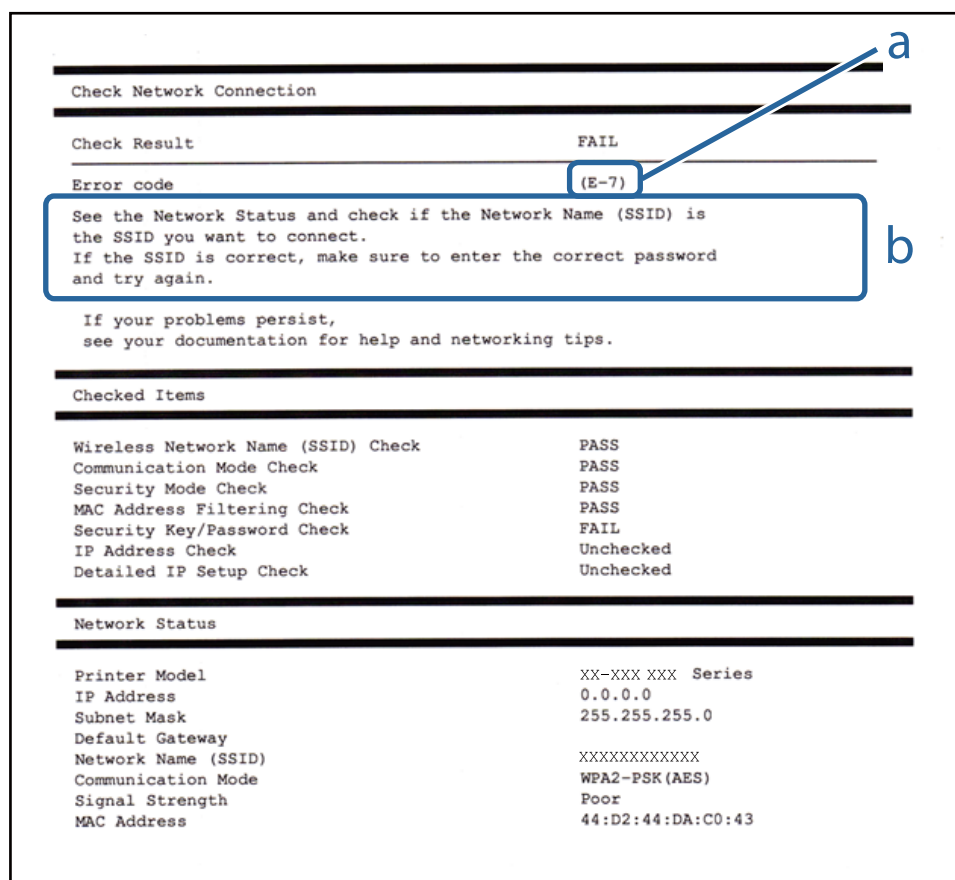 a
Check Network Connection
Check Result FAIL
Error code (E-7)
See the Network Status and check if the Network Name (SSID) is
the SSID you want to connect.
If the SSID is correct, make sure to enter the correct password
and try again.
b
If your problems persist,
see your documentation for help and networking tips.
Checked Items
Wireless Network Name (SSID) Check PASS
Communication Mode Check PASS
Security Mode Check PASS
MAC Address Filtering Check PASS
Security Key/Password Check FAIL
IP Address Check Unchecked
Detailed IP Setup Check Unchecked
Network Status
Printer Model XX-XXX XXX Series
IP Address 0.0.0.0
Subnet Mask 255.255.255.0
Default Gateway
Network Name (SSID) XXXXXXXXXXXX
Communication Mode WPA2-PSK(AES)
Signal Strength Poor
MAC Address 44:D2:44:DA:C0:43